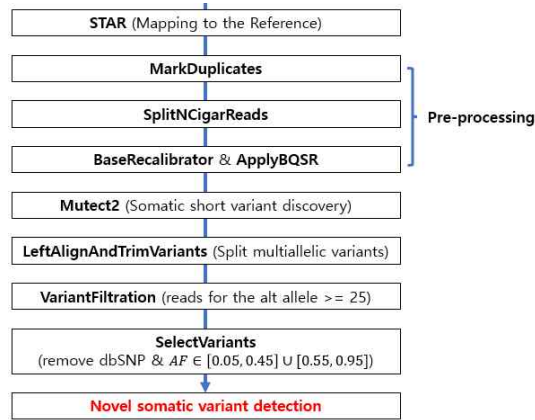 STAR (Mapping to the Reference)
MarkDuplicates
SplitNCigarReads
Pre-processing
BaseRecalibrator & ApplyBQSR
Mutect2 (Somatic short variant discovery)
LeftAlignAndTrimVariants (Split multiallelic variants)
VariantFiltration (reads for the alt allele >= 25)
SelectVariants
(remove dbSNP & AF ∈ [0.05, 0.45] ∪ [0.55, 0.95])
Novel somatic variant detection